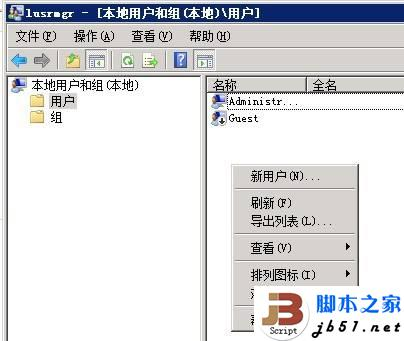 lusrmgr - [本地用户和组(本地)\用户]
文件(F) 操作(A) 查看(V) 帮助(H)
本地用户和组(本地)
用户
组
名称 全名
Administr...
Guest
新用户(N)...
刷新(F)
导出列表(L)...
查看(V)
排列图标(I)
脚本之家
jb51.net
Script